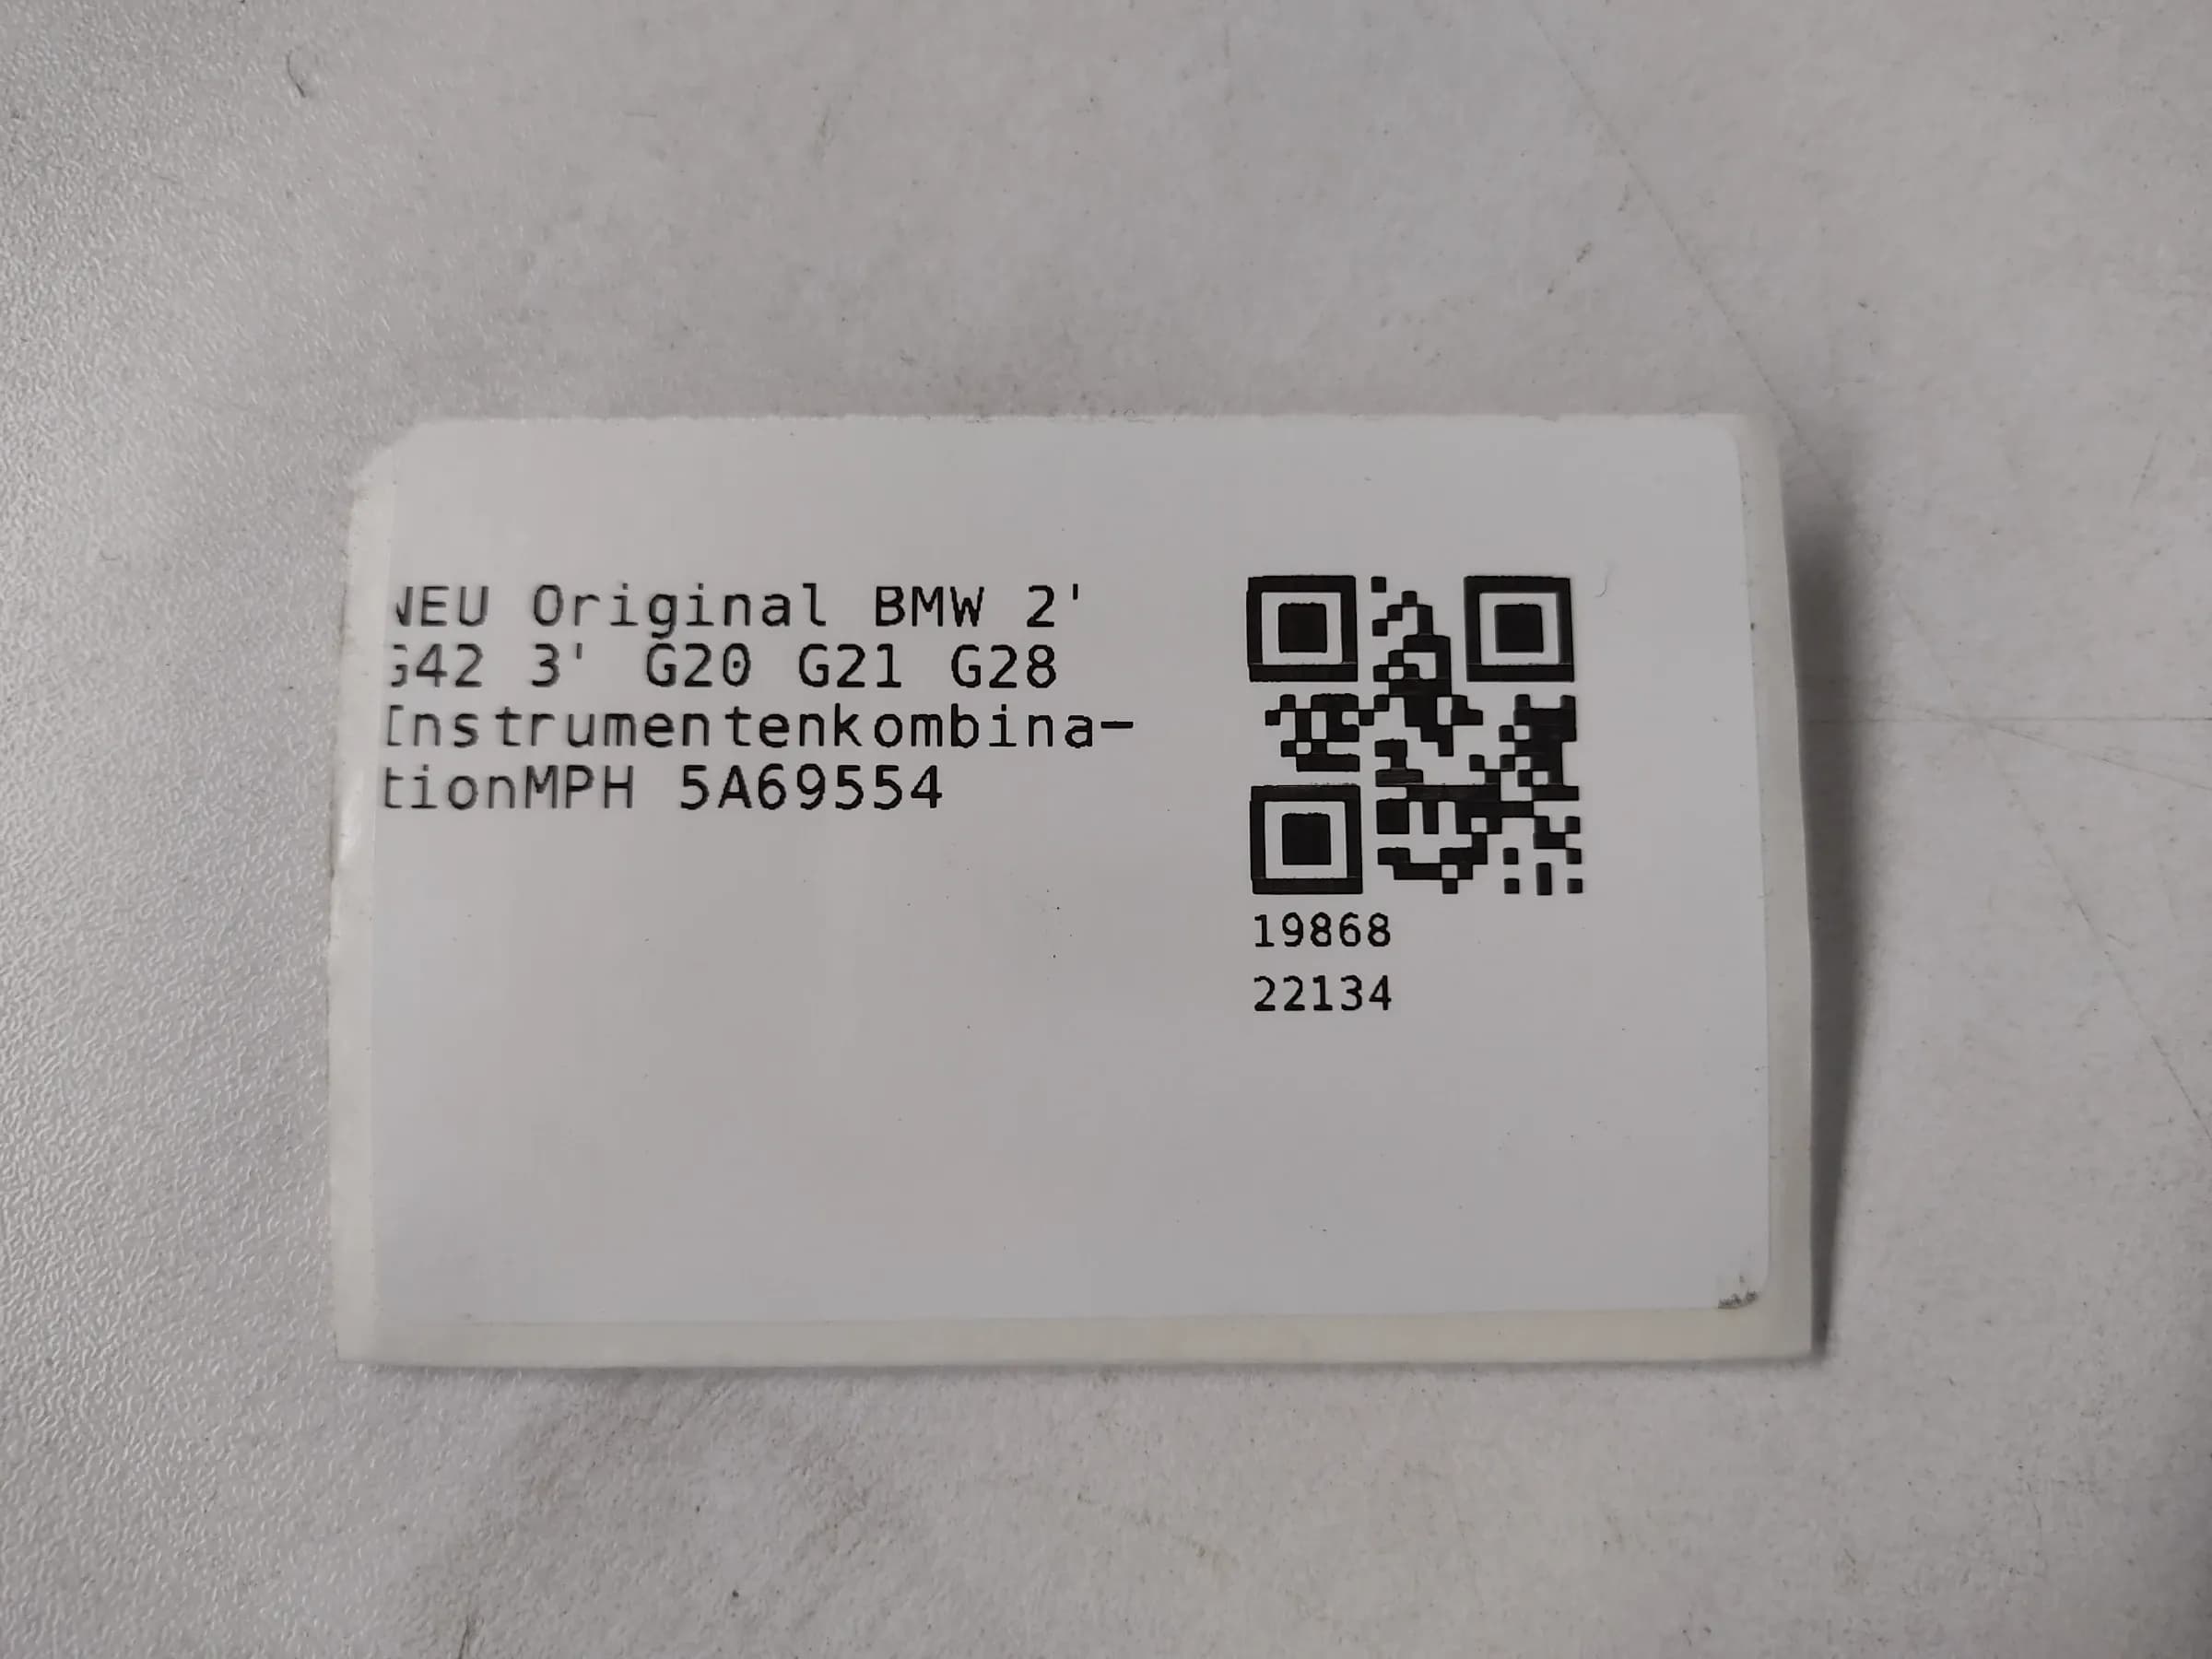 NEU Original BMW 2'
G42 3' G20 G21 G28
Instrumentenkombina-
tionMPH 5A69554
19868
22134